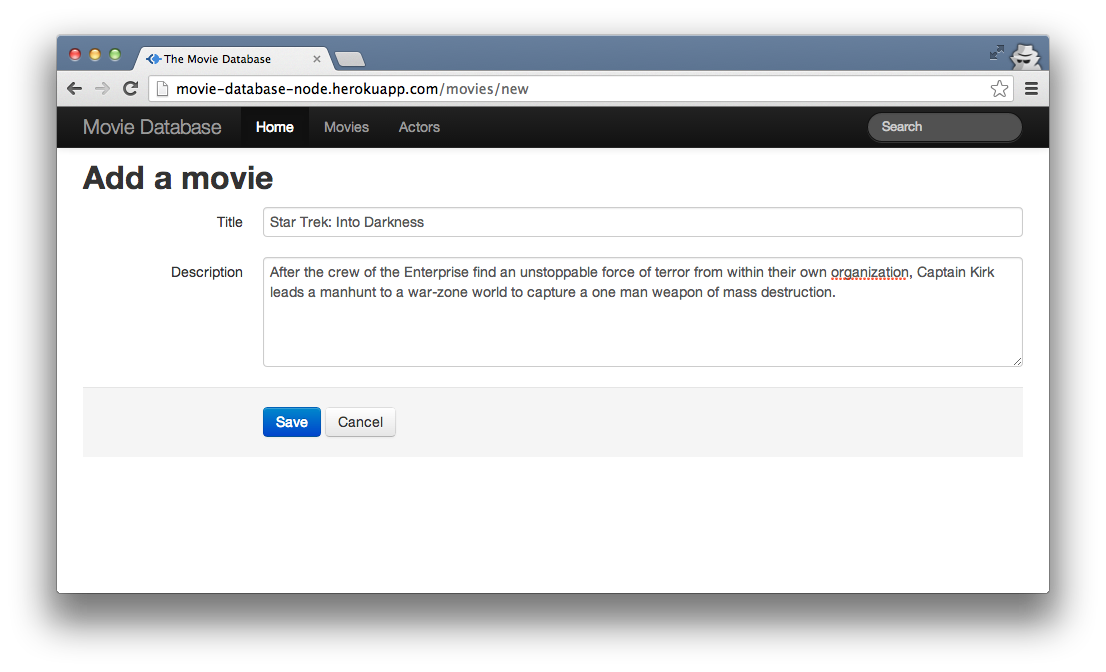 The Movie Database
movie-database-node.herokuapp.com/movies/new
Movie Database Home Movies Actors Search
Add a movie
Title Star Trek: Into Darkness
Description After the crew of the Enterprise find an unstoppable force of terror from within their own organization, Captain Kirk
leads a manhunt to a war-zone world to capture a one man weapon of mass destruction.
Save Cancel